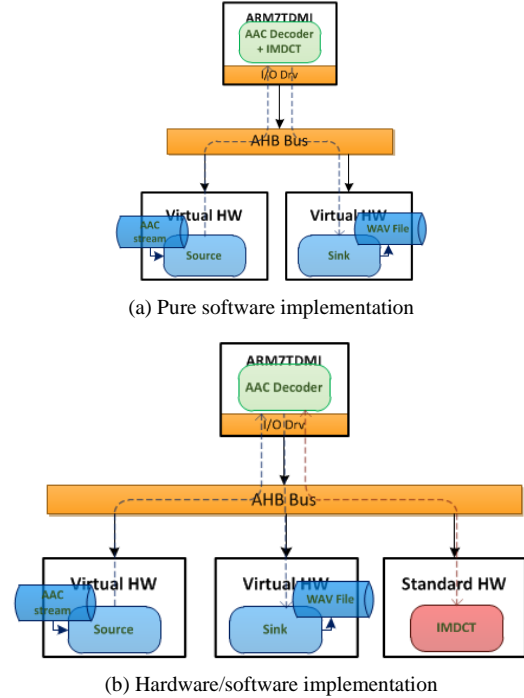 ARM7TDMI
AAC Decoder
+ IMDCT
I/O Drv
AHB Bus
Virtual HW
AAC
stream
Source
Virtual HW
WAV File
Sink
(a) Pure software implementation
ARM7TDMI
AAC Decoder
I/O Drv
AHB Bus
Virtual HW
AAC
stream
Source
Virtual HW
WAV File
Sink
Standard HW
IMDCT
(b) Hardware/software implementation